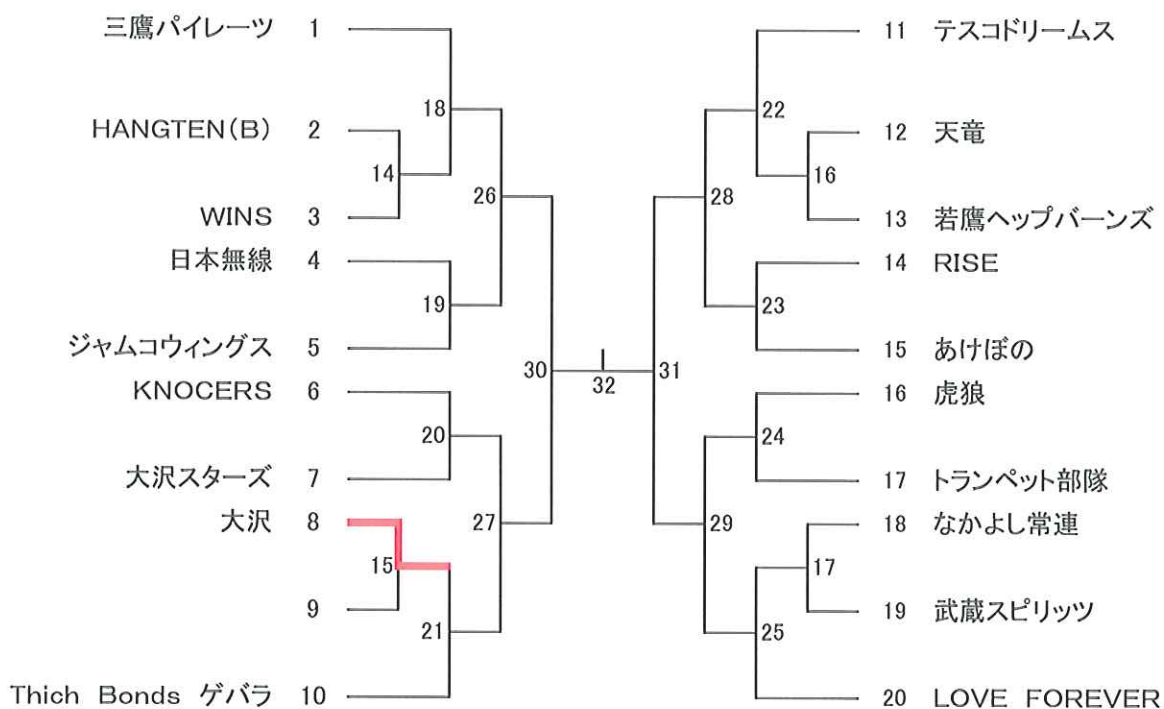 三鷹パイレーツ 1
HANGTEN(B) 2
WINS 3
日本無線 4
ジャムコウィングス 5
KNOCERS 6
大沢スターズ 7
大沢 8
9
Thich Bonds ゲバラ 10
14
15
18
19
20
21
26
27
30
32
31
28
29
22
23
24
25
16
17
11 テスコドリームス
12 天竜
13 若鷹ヘップバーンズ
14 RISE
15 あけぼの
16 虎狼
17 トランペット部隊
18 なかよし常連
19 武蔵スピリッツ
20 LOVE FOREVER